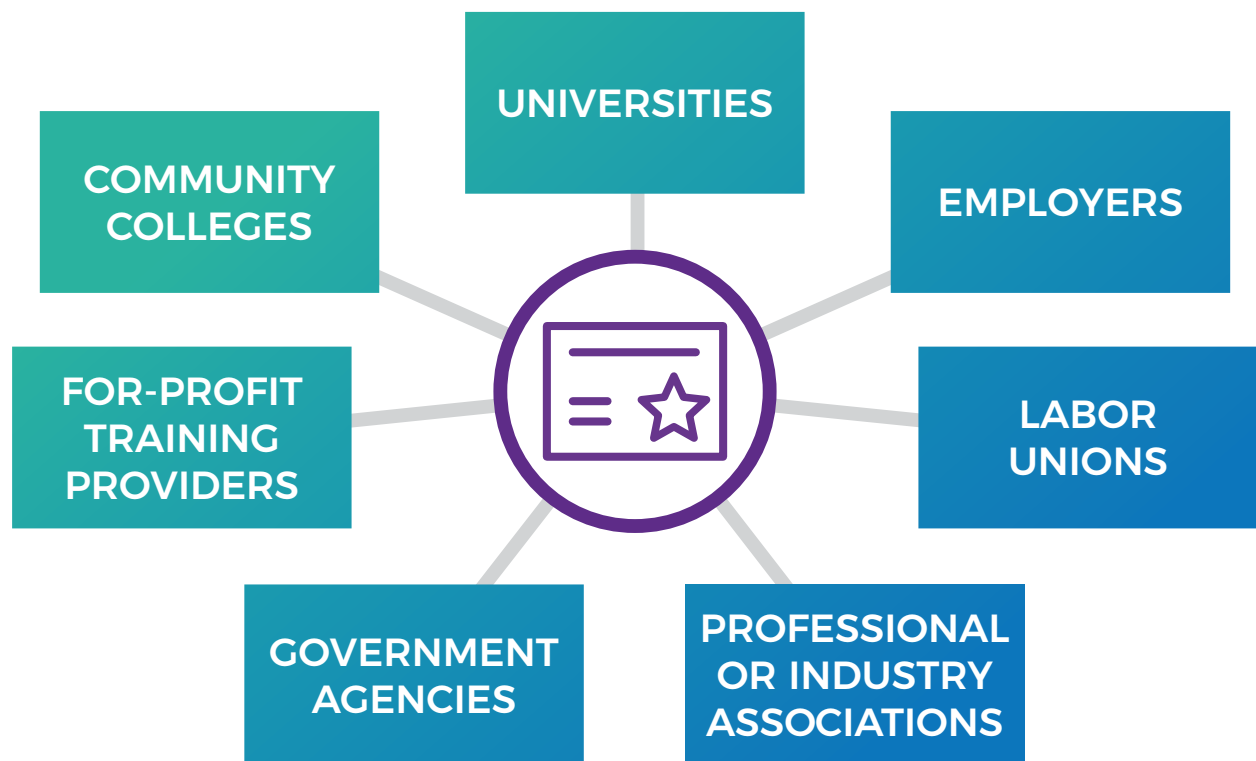 UNIVERSITIES
COMMUNITY
COLLEGES
EMPLOYERS
FOR-PROFIT
TRAINING
PROVIDERS
LABOR
UNIONS
GOVERNMENT
AGENCIES
PROFESSIONAL
OR INDUSTRY
ASSOCIATIONS